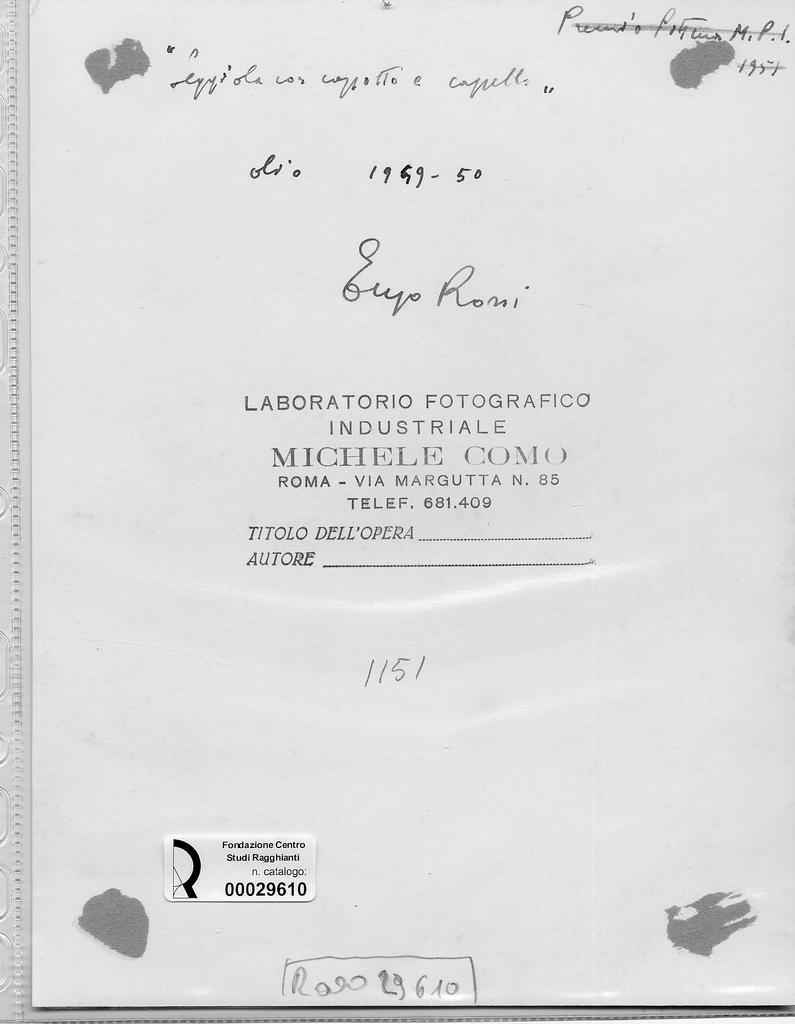 Premio Pittura M.P.I.
1951
"Seggiola con cappotto e cappello"
olio 1949-50
Enzo Rossi
LABORATORIO FOTOGRAFICO
INDUSTRIALE
MICHELE COMO
ROMA - VIA MARGUTTA N. 85
TELEF. 681.409
TITOLO DELL'OPERA
AUTORE
1151
Fondazione Centro
Studi Ragghianti
n. catalogo:
00029610
R090 29610